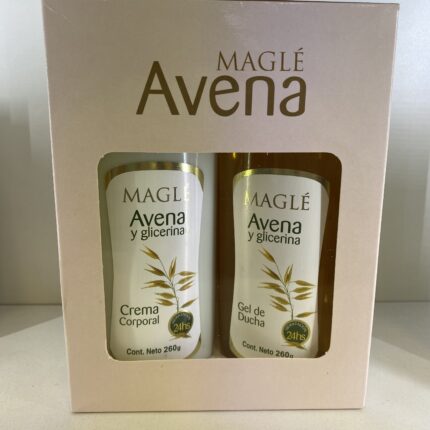 MAGLÉ
Avena
MAGLÉ
Avena
y glicerina
Crema
Corporal
24hs
Cont. Neto 260g
MAGLÉ
Avena
y glicerina
Gel de
Ducha
24hs
Cont. Neto 260g